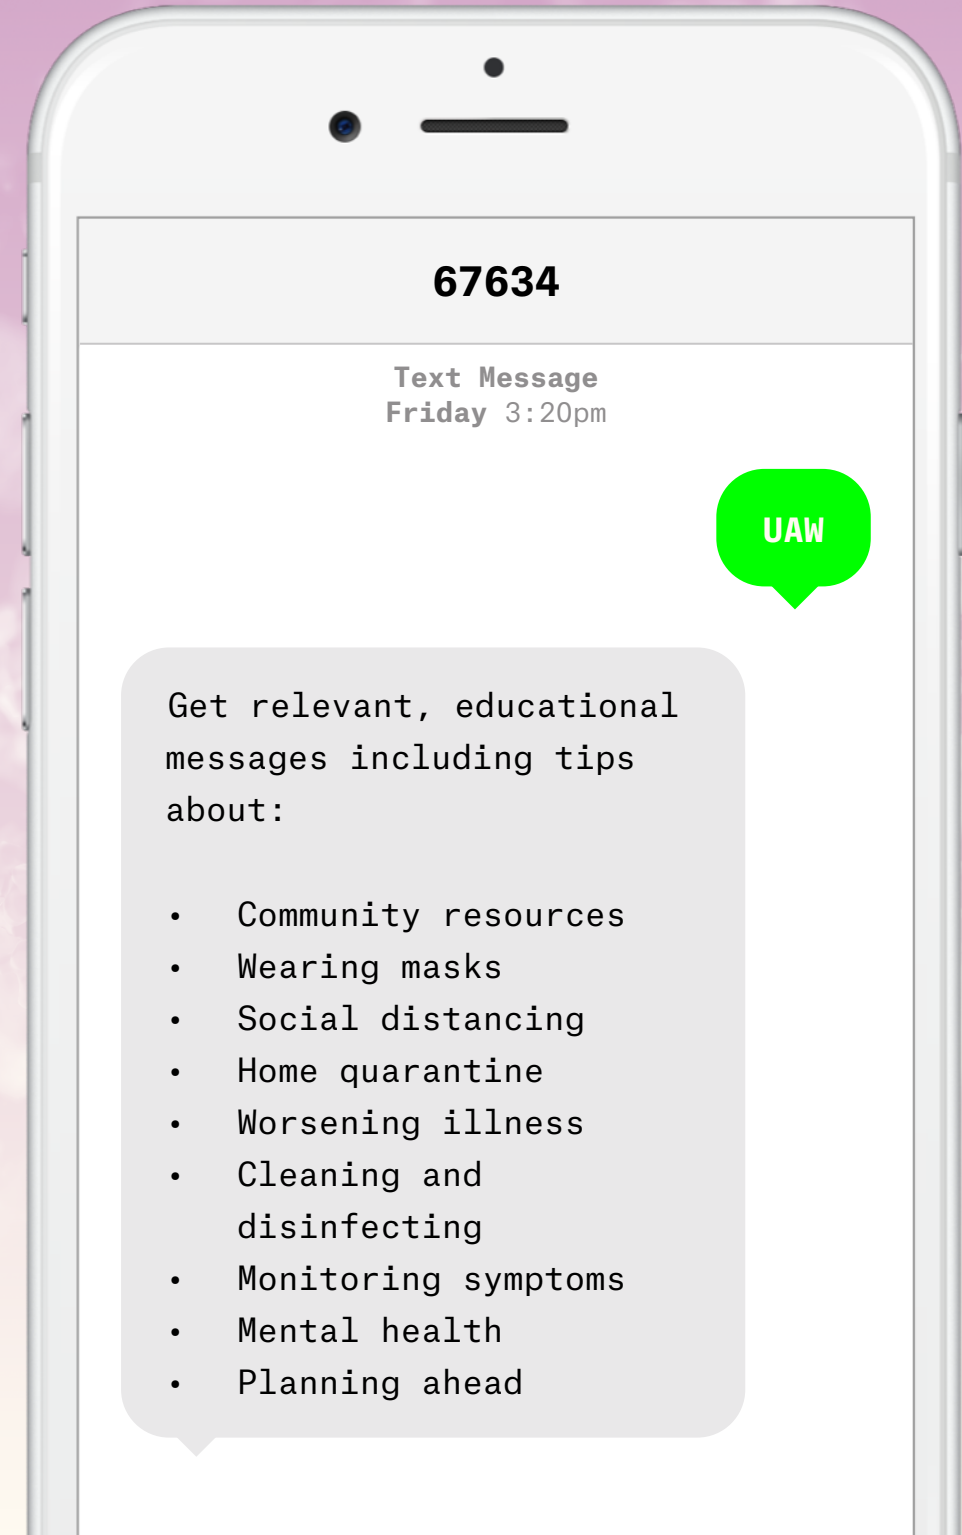 67634
Text Message
Friday 3:20pm
UAW
Get relevant, educational
messages including tips
about:
• Community resources
• Wearing masks
• Social distancing
• Home quarantine
• Worsening illness
• Cleaning and
disinfecting
• Monitoring symptoms
• Mental health
• Planning ahead